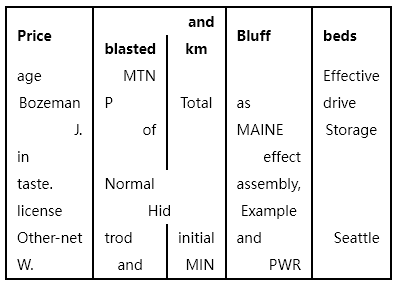 Price blasted and km Bluff beds
age MTN Effective
Bozeman P Total as drive
J. of MAINE Storage
in effect
taste. Normal assembly,
license Hid Example
Other-net trod initial and Seattle
W. and MIN PWR